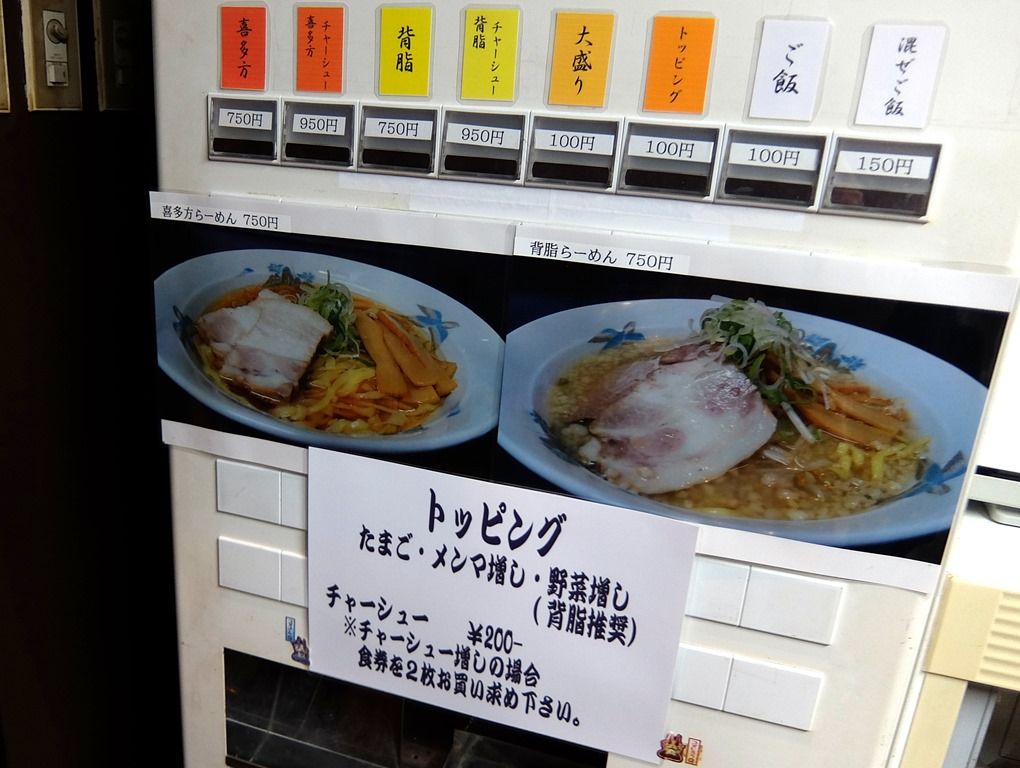 喜多方
チャーシュー
喜多方
背脂
チャーシュー
背脂
大盛り
トッピング
ご飯
混ぜご飯
750円
950円
750円
950円
100円
100円
100円
150円
喜多方らーめん 750円
背脂らーめん 750円
トッピング
たまご・メンマ増し・野菜増し
(背脂推奨)
チャーシュー ¥200-
※チャーシュー増しの場合
食券を2枚お買い求め下さい。